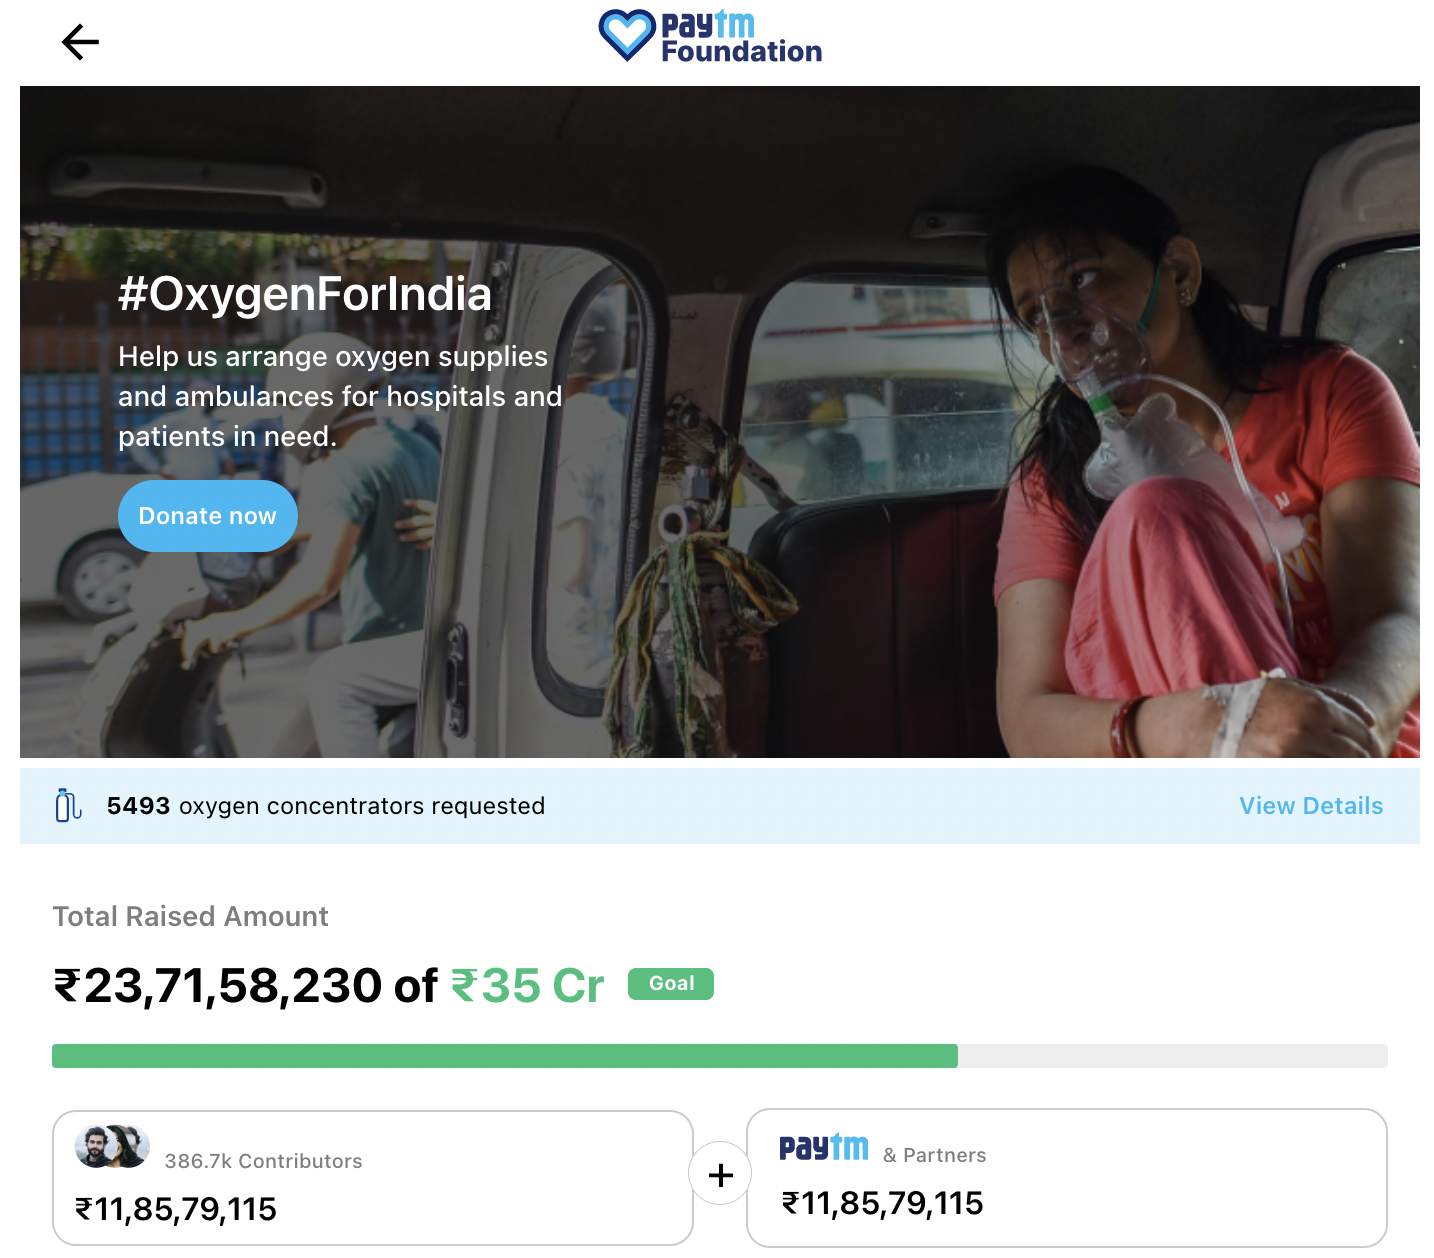 paytm
Foundation
#OxygenForIndia
Help us arrange oxygen supplies
and ambulances for hospitals and
patients in need.
Donate now
5493 oxygen concentrators requested
View Details
Total Raised Amount
₹23,71,58,230 of ₹35 Cr Goal
386.7k Contributors
₹11,85,79,115
+
paytm & Partners
₹11,85,79,115